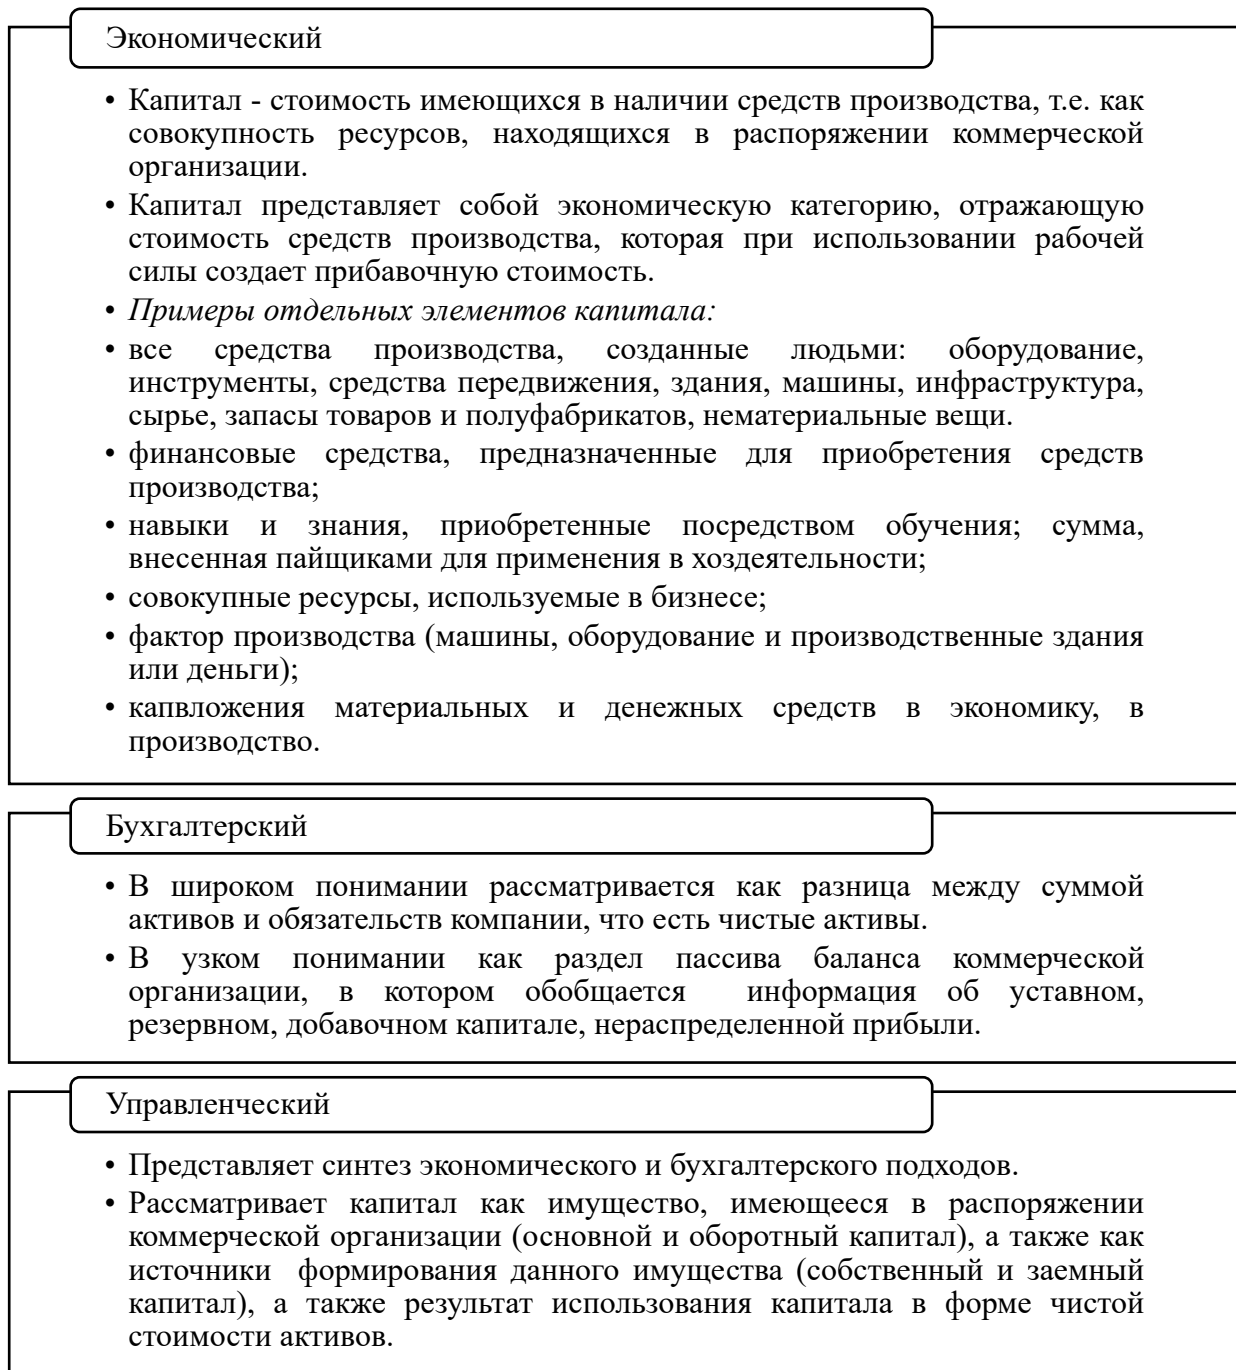 Экономический
• Капитал - стоимость имеющихся в наличии средств производства, т.е. как
совокупность ресурсов, находящихся в распоряжении коммерческой
организации.
• Капитал представляет собой экономическую категорию, отражающую
стоимость средств производства, которая при использовании рабочей
силы создает прибавочную стоимость.
• Примеры отдельных элементов капитала:
• все средства производства, созданные людьми: оборудование,
инструменты, средства передвижения, здания, машины, инфраструктура,
сырье, запасы товаров и полуфабрикатов, нематериальные вещи.
• финансовые средства, предназначенные для приобретения средств
производства;
• навыки и знания, приобретенные посредством обучения; сумма,
внесенная пайщиками для применения в хоздеятельности;
• совокупные ресурсы, используемые в бизнесе;
• фактор производства (машины, оборудование и производственные здания
или деньги);
• капвложения материальных и денежных средств в экономику, в
производство.
Бухгалтерский
• В широком понимании рассматривается как разница между суммой
активов и обязательств компании, что есть чистые активы.
• В узком понимании как раздел пассива баланса коммерческой
организации, в котором обобщается информация об уставном,
резервном, добавочном капитале, нераспределенной прибыли.
Управленческий
• Представляет синтез экономического и бухгалтерского подходов.
• Рассматривает капитал как имущество, имеющееся в распоряжении
коммерческой организации (основной и оборотный капитал), а также как
источники формирования данного имущества (собственный и заемный
капитал), а также результат использования капитала в форме чистой
стоимости активов.